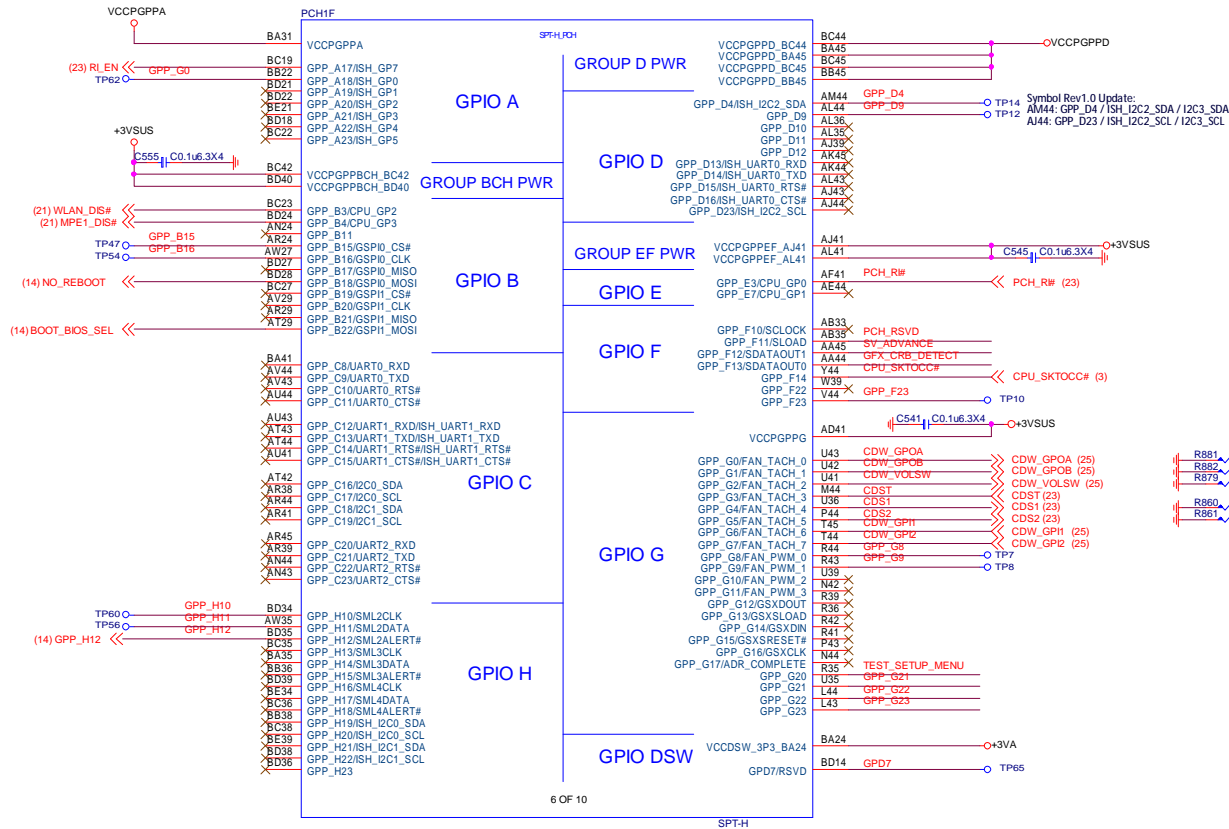 VCCPGPPA
PCH1F
SPT-H_PCH
BA31 VCCPGPPA
(23) RI_EN BC19 GPP_A17/ISH_GP7
TP62 GPP_G0 BB22 GPP_A18/ISH_GP0
BD21 GPP_A19/ISH_GP1
BD22 GPP_A20/ISH_GP2
BE21 GPP_A21/ISH_GP3
BD18 GPP_A22/ISH_GP4
BC22 GPP_A23/ISH_GP5
GPIO A
+3VSUS
C555 C0.1u6.3X4
BC42 VCCPGPPBCH_BC42
BD40 VCCPGPPBCH_BD40
GROUP BCH PWR
(21) WLAN_DIS# BC23 GPP_B3/CPU_GP2
(21) MPE1_DIS# BD24 GPP_B4/CPU_GP3
AN24 GPP_B11
TP47 GPP_B15 AR24 GPP_B15/GSPI0_CS#
TP54 GPP_B16 AW27 GPP_B16/GSPI0_CLK
BD27 GPP_B17/GSPI0_MISO
(14) NO_REBOOT BD28 GPP_B18/GSPI0_MOSI
BC27 GPP_B19/GSPI1_CS#
AV29 GPP_B20/GSPI1_CLK
AR29 GPP_B21/GSPI1_MISO
(14) BOOT_BIOS_SEL AT29 GPP_B22/GSPI1_MOSI
GPIO B
BA41 GPP_C8/UART0_RXD
AV44 GPP_C9/UART0_TXD
AV43 GPP_C10/UART0_RTS#
AU44 GPP_C11/UART0_CTS#
AU43 GPP_C12/UART1_RXD/ISH_UART1_RXD
AT43 GPP_C13/UART1_TXD/ISH_UART1_TXD
AT44 GPP_C14/UART1_RTS#/ISH_UART1_RTS#
AU41 GPP_C15/UART1_CTS#/ISH_UART1_CTS#
AT42 GPP_C16/I2C0_SDA
AR38 GPP_C17/I2C0_SCL
AR44 GPP_C18/I2C1_SDA
AR41 GPP_C19/I2C1_SCL
AR45 GPP_C20/UART2_RXD
AR39 GPP_C21/UART2_TXD
AN44 GPP_C22/UART2_RTS#
AN43 GPP_C23/UART2_CTS#
GPIO C
TP60 GPP_H10 BD34 GPP_H10/SML2CLK
TP56 GPP_H11 AW35 GPP_H11/SML2DATA
(14) GPP_H12 GPP_H12 BD35 GPP_H12/SML2ALERT#
BC35 GPP_H13/SML3CLK
BA35 GPP_H14/SML3DATA
BB36 GPP_H15/SML3ALERT#
BD39 GPP_H16/SML4CLK
BE34 GPP_H17/SML4DATA
BC36 GPP_H18/SML4ALERT#
BB38 GPP_H19/ISH_I2C0_SDA
BC38 GPP_H20/ISH_I2C0_SCL
BE39 GPP_H21/ISH_I2C1_SDA
BD38 GPP_H22/ISH_I2C1_SCL
BD36 GPP_H23
GPIO H
GROUP D PWR
VCCPGPPD_BC44 BC44 VCCPGPPD
VCCPGPPD_BA45 BA45
VCCPGPPD_BC45 BC45
VCCPGPPD_BB45 BB45
GPIO D
GPP_D4/ISH_I2C2_SDA AM44 GPP_D4 TP14
GPP_D9 AL44 GPP_D9 TP12
GPP_D10 AL36
GPP_D11 AL35
GPP_D12 AJ39
GPP_D13/ISH_UART0_RXD AK45
GPP_D14/ISH_UART0_TXD AK44
GPP_D15/ISH_UART0_RTS# AL43
GPP_D16/ISH_UART0_CTS# AJ43
GPP_D23/ISH_I2C2_SCL AJ44
Symbol Rev1.0 Update:
AM44: GPP_D4 / ISH_I2C2_SDA / I2C3_SDA
AJ44: GPP_D23 / ISH_I2C2_SCL / I2C3_SCL
GROUP EF PWR
VCCPGPPEF_AJ41 AJ41 +3VSUS
VCCPGPPEF_AL41 AL41 C545 C0.1u6.3X4
GPIO E
GPP_E3/CPU_GP0 AF41 PCH_RI# PCH_RI# (23)
GPP_E7/CPU_GP1 AE44
GPIO F
GPP_F10/SCLOCK AB33
GPP_F11/SLOAD AB35 PCH_RSVD
GPP_F12/SDATAOUT1 AA45 SV_ADVANCE
GPP_F13/SDATAOUT0 AA44 GFX_CRB_DETECT
GPP_F14 Y44 CPU_SKTOCC# CPU_SKTOCC# (3)
GPP_F22 W39
GPP_F23 V44 GPP_F23 TP10
C541 C0.1u6.3X4 +3VSUS
VCCPGPPG AD41
GPIO G
GPP_G0/FAN_TACH_0 U43 CDW_GPOA CDW_GPOA (25)
GPP_G1/FAN_TACH_1 U42 CDW_GPOB CDW_GPOB (25)
GPP_G2/FAN_TACH_2 U41 CDW_VOLSW CDW_VOLSW (25)
GPP_G3/FAN_TACH_3 M44 CDST CDST (23)
GPP_G4/FAN_TACH_4 U36 CDS1 CDS1 (23)
GPP_G5/FAN_TACH_5 P44 CDS2 CDS2 (23)
GPP_G6/FAN_TACH_6 T45 CDW_GPI1 CDW_GPI1 (25)
GPP_G7/FAN_TACH_7 T44 CDW_GPI2 CDW_GPI2 (25)
GPP_G8/FAN_PWM_0 R44 GPP_G8 TP7
GPP_G9/FAN_PWM_1 R43 GPP_G9 TP8
GPP_G10/FAN_PWM_2 U39
GPP_G11/FAN_PWM_3 N42
GPP_G12/GSXDOUT R39
GPP_G13/GSXSLOAD R36
GPP_G14/GSXDIN R42
GPP_G15/GSXSRESET# R41
GPP_G16/GSXCLK P43
GPP_G17/ADR_COMPLETE N44
GPP_G20 R35 TEST_SETUP_MENU
GPP_G21 U35 GPP_G21
GPP_G22 L44 GPP_G22
GPP_G23 L43 GPP_G23
R881
R882
R879
R860
R861
GPIO DSW
VCCDSW_3P3_BA24 BA24 +3VA
GPD7/RSVD BD14 GPD7 TP65
6 OF 10
SPT-H